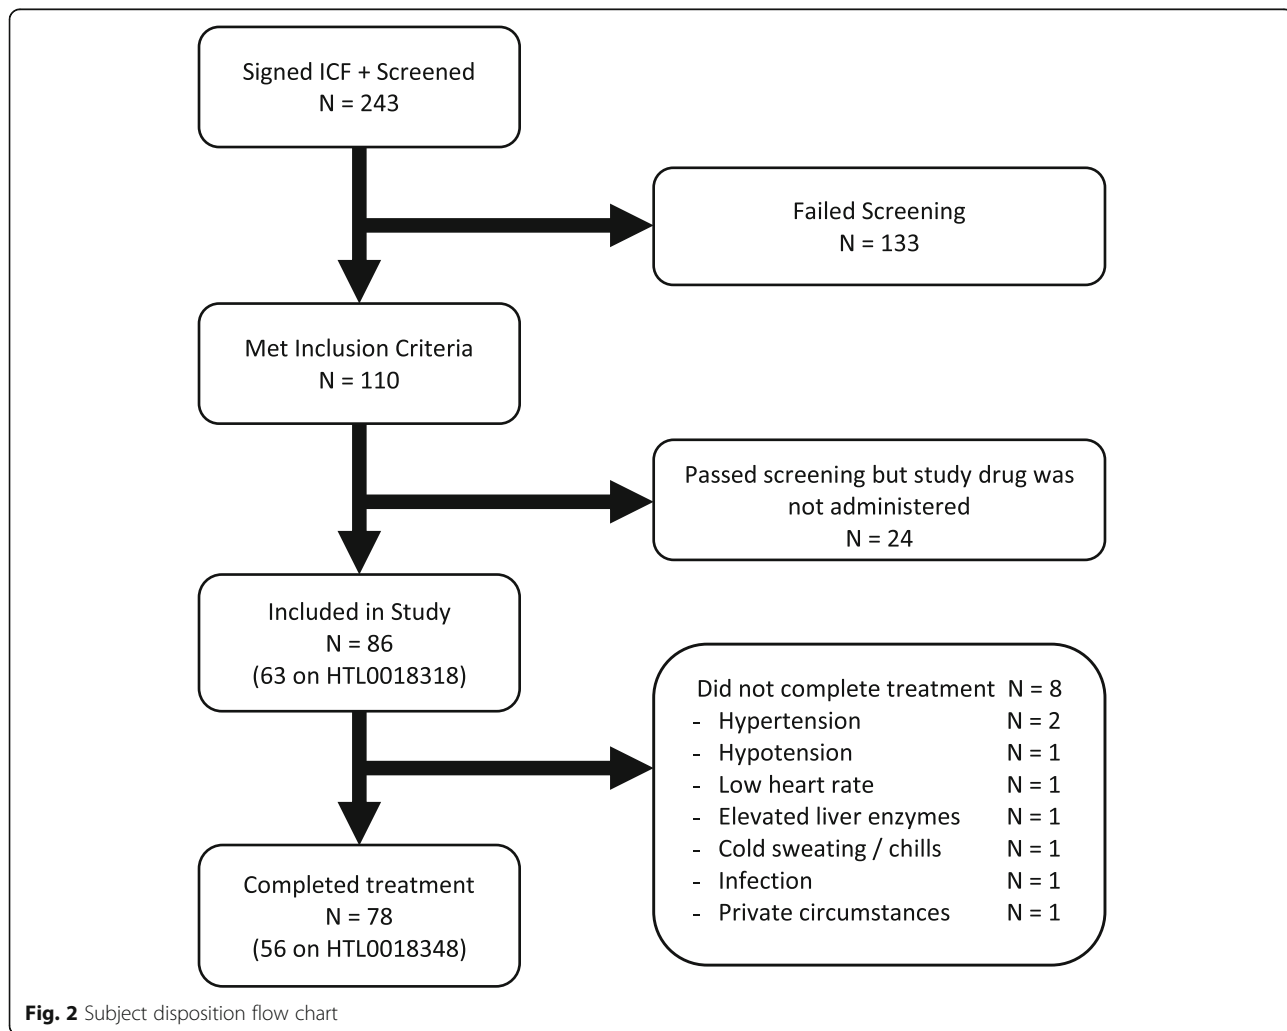 Signed ICF + Screened
N = 243
Failed Screening
N = 133
Met Inclusion Criteria
N = 110
Passed screening but study drug was
not administered
N = 24
Included in Study
N = 86
(63 on HTL0018318)
Did not complete treatment N = 8
- Hypertension N = 2
- Hypotension N = 1
- Low heart rate N = 1
- Elevated liver enzymes N = 1
- Cold sweating / chills N = 1
- Infection N = 1
- Private circumstances N = 1
Completed treatment
N = 78
(56 on HTL0018348)
Fig. 2 Subject disposition flow chart